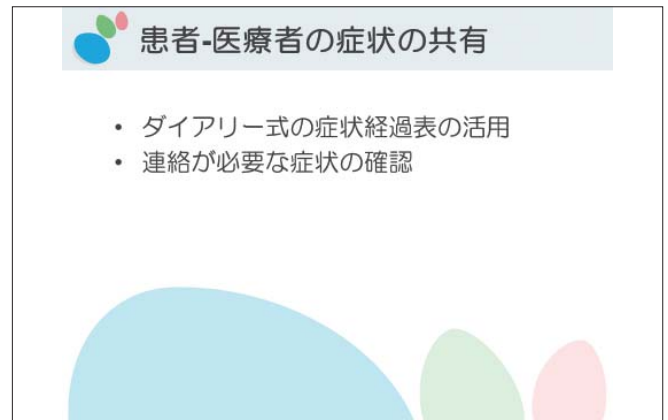 患者-医療者の症状の共有
• ダイアリー式の症状経過表の活用
• 連絡が必要な症状の確認